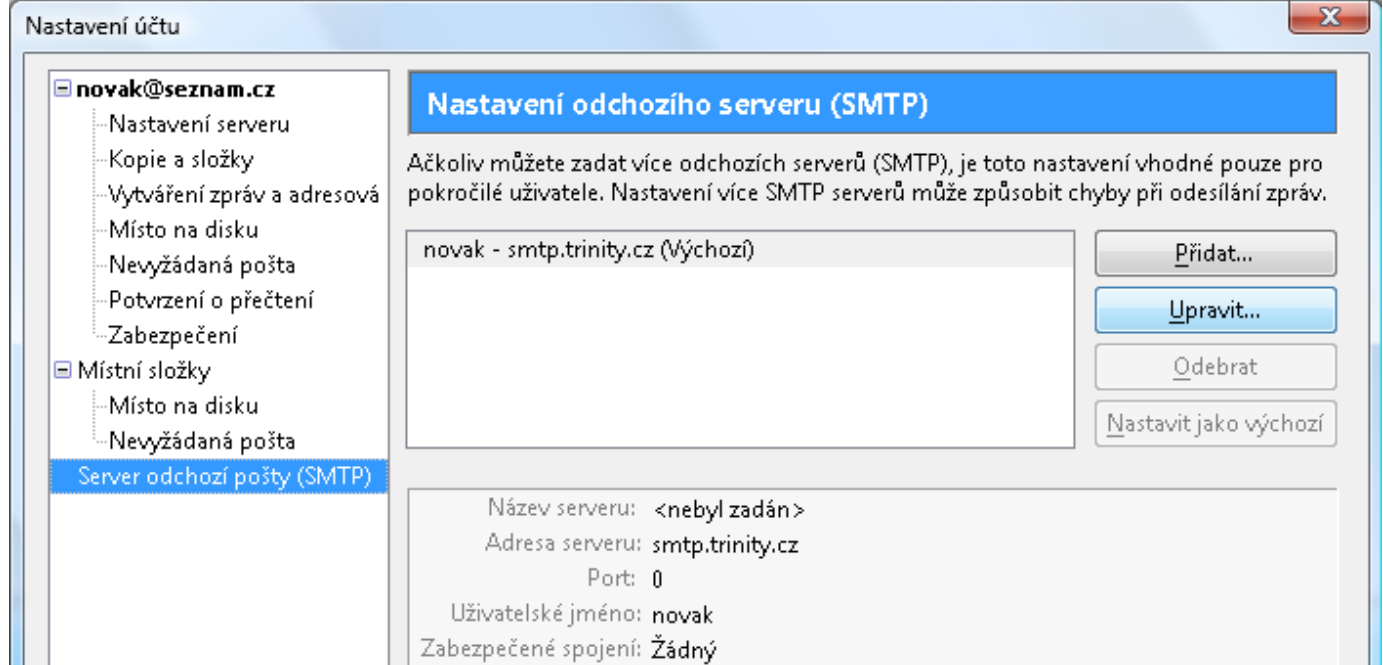 Nastavení účtu
novak@seznam.cz
Nastavení serveru
Kopie a složky
Vytváření zpráv a adresová
Místo na disku
Nevyžádaná pošta
Potvrzení o přečtení
Zabezpečení
Místní složky
Místo na disku
Nevyžádaná pošta
Server odchozí pošty (SMTP)
Nastavení odchozího serveru (SMTP)
Ačkoliv můžete zadat více odchozích serverů (SMTP), je toto nastavení vhodné pouze pro
pokročilé uživatele. Nastavení více SMTP serverů může způsobit chyby při odesílání zpráv.
novak - smtp.trinity.cz (Výchozí)
Přidat...
Upravit...
Odebrat
Nastavit jako výchozí
Název serveru: <nebyl zadán>
Adresa serveru: smtp.trinity.cz
Port: 0
Uživatelské jméno: novak
Zabezpečené spojení: Žádný